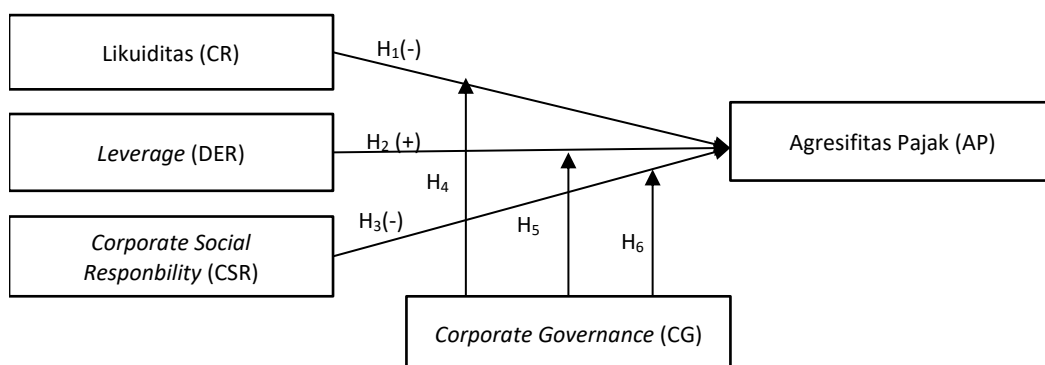 Likuiditas (CR)
H₁(-)
Leverage (DER)
H₂ (+)
Agresifitas Pajak (AP)
H₄
H₃(-)
H₅
H₆
Corporate Social
Responbility (CSR)
Corporate Governance (CG)